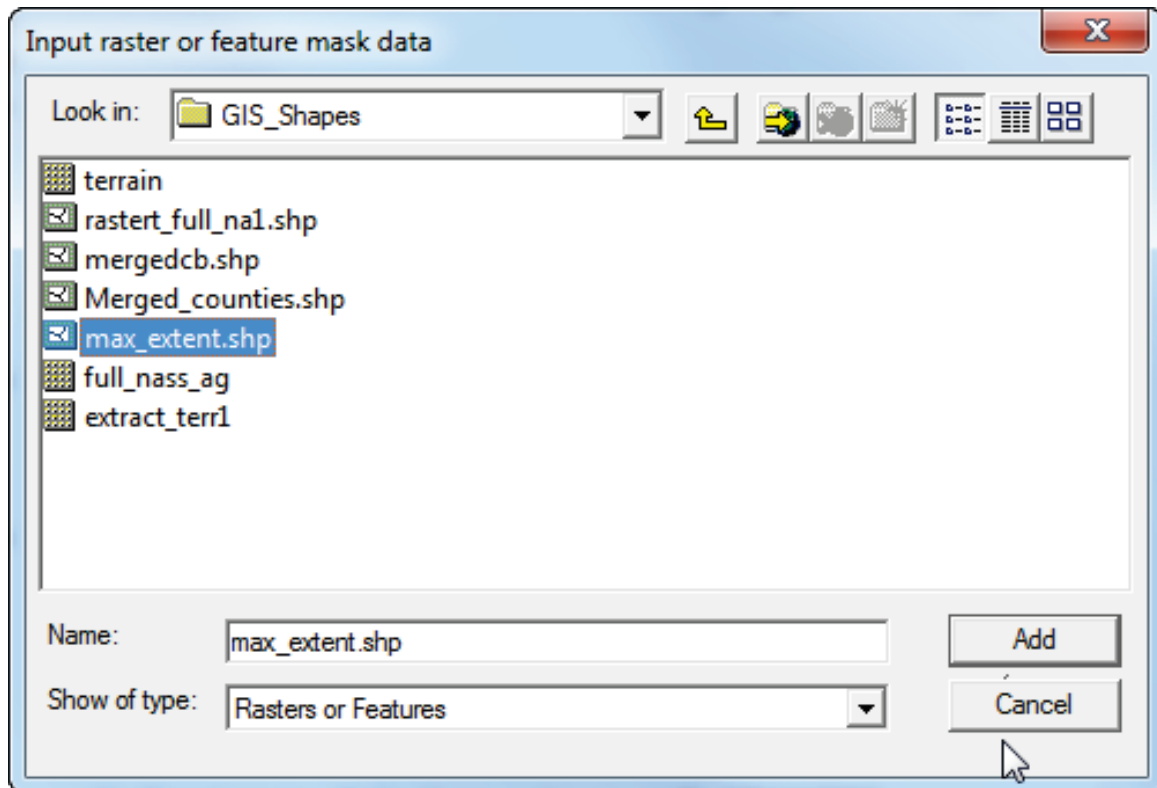 Input raster or feature mask data
Look in: GIS_Shapes
terrain
rastert_full_na1.shp
mergedcb.shp
Merged_counties.shp
max_extent.shp
full_nass_ag
extract_terr1
Name: max_extent.shp Add
Show of type: Rasters or Features Cancel